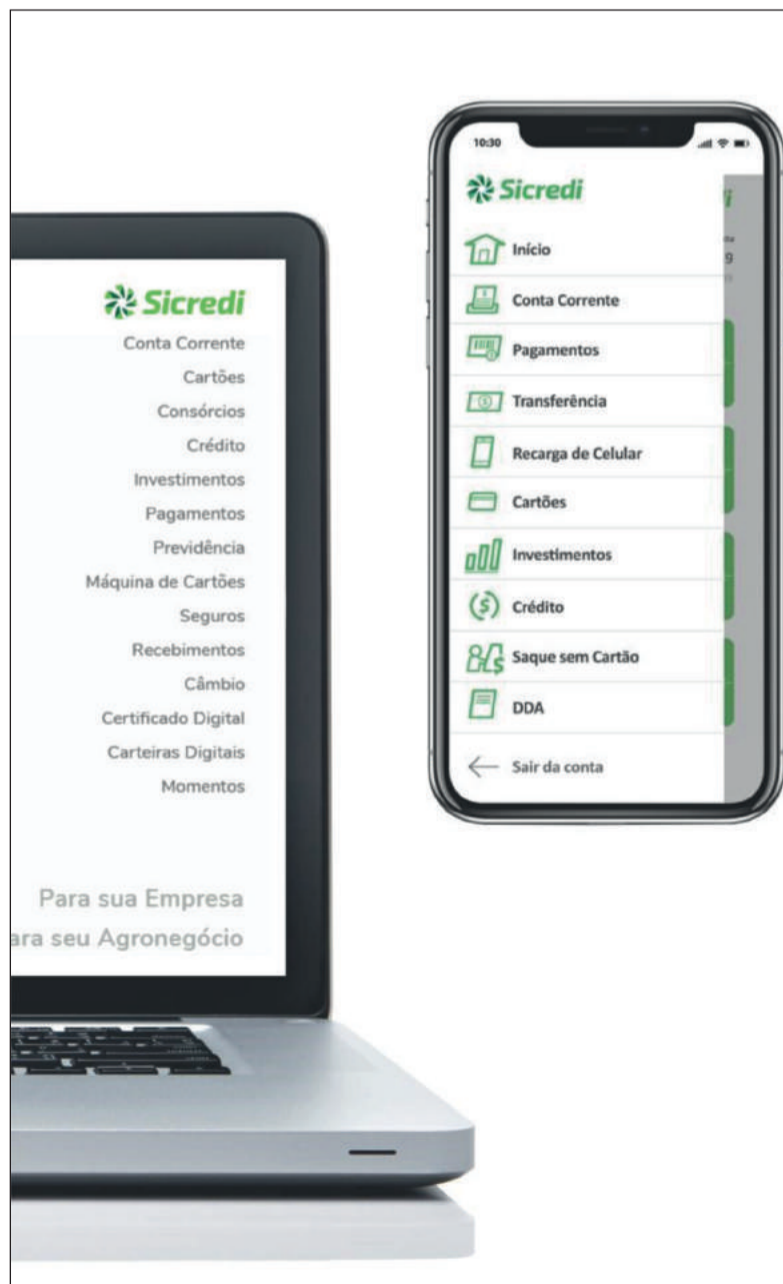 Sicredi
Conta Corrente
Cartões
Consórcios
Crédito
Investimentos
Pagamentos
Previdência
Máquina de Cartões
Seguros
Recebimentos
Câmbio
Certificado Digital
Carteiras Digitais
Momentos
Para sua Empresa
ara seu Agronegócio
10:30
Sicredi
Início
Conta Corrente
Pagamentos
Transferência
Recarga de Celular
Cartões
Investimentos
Crédito
Saque sem Cartão
DDA
Sair da conta